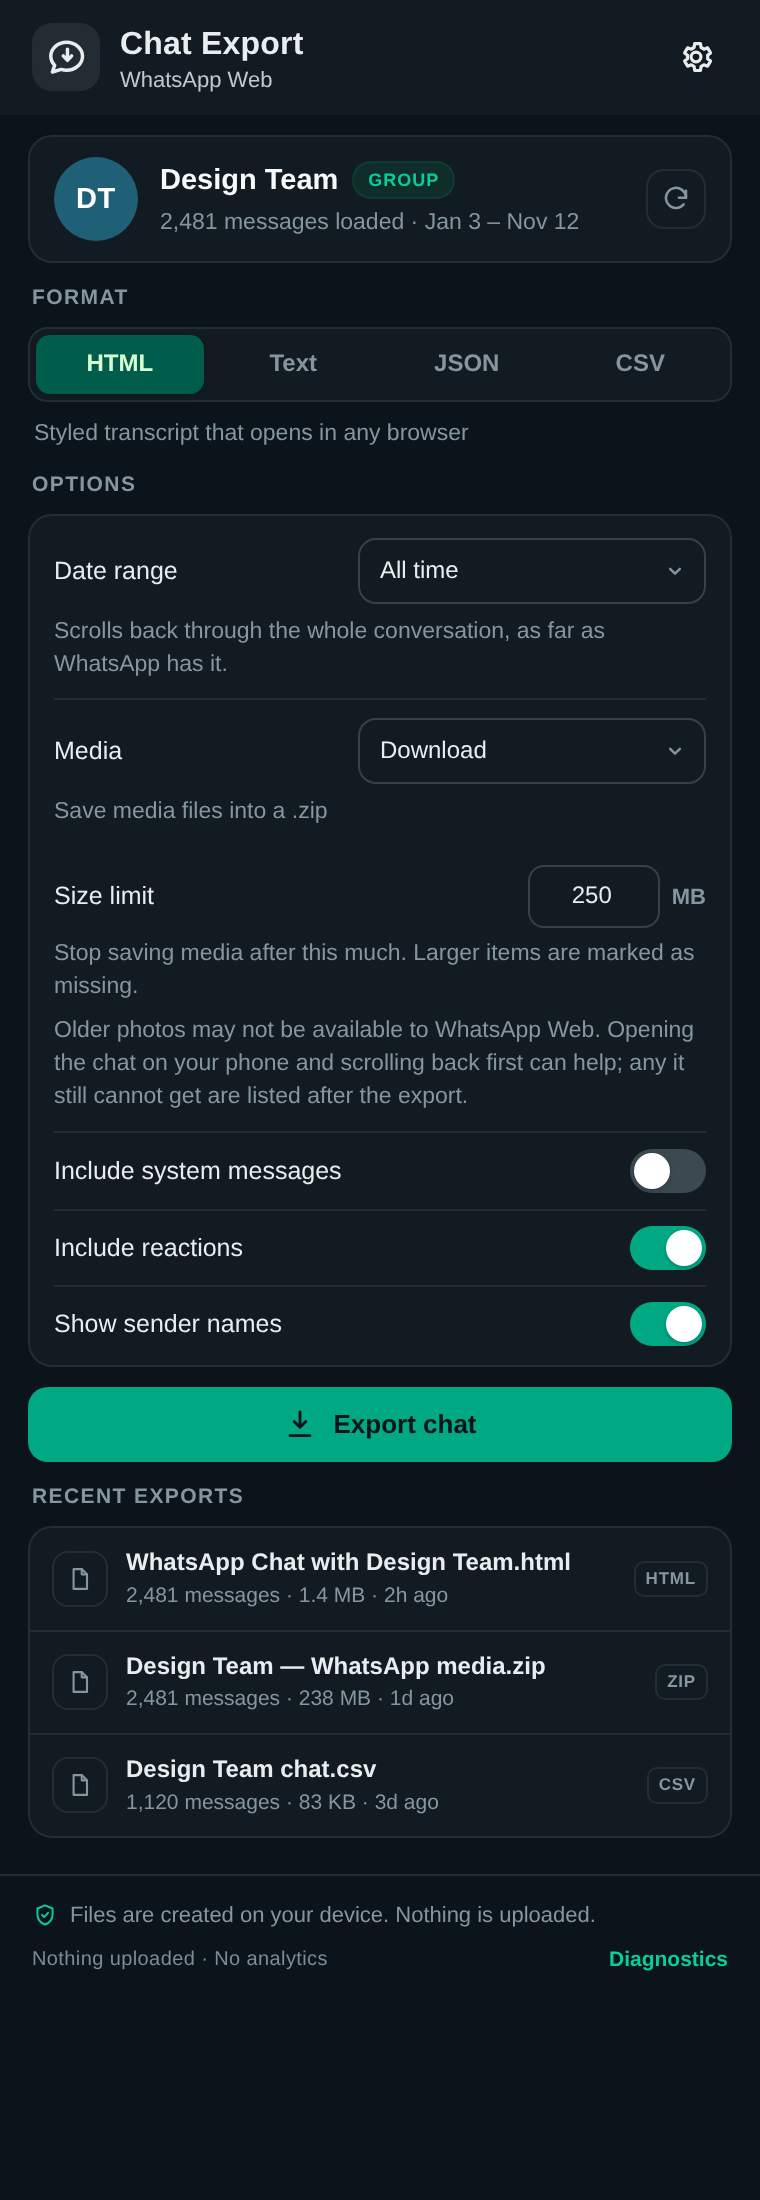 Chat Export
WhatsApp Web
DT
Design Team GROUP
2,481 messages loaded · Jan 3 – Nov 12
FORMAT
HTML Text JSON CSV
Styled transcript that opens in any browser
OPTIONS
Date range All time
Scrolls back through the whole conversation, as far as
WhatsApp has it.
Media Download
Save media files into a .zip
Size limit 250 MB
Stop saving media after this much. Larger items are marked as
missing.
Older photos may not be available to WhatsApp Web. Opening
the chat on your phone and scrolling back first can help; any it
still cannot get are listed after the export.
Include system messages
Include reactions
Show sender names
Export chat
RECENT EXPORTS
WhatsApp Chat with Design Team.html
2,481 messages · 1.4 MB · 2h ago
HTML
Design Team — WhatsApp media.zip
2,481 messages · 238 MB · 1d ago
ZIP
Design Team chat.csv
1,120 messages · 83 KB · 3d ago
CSV
Files are created on your device. Nothing is uploaded.
Nothing uploaded · No analytics Diagnostics